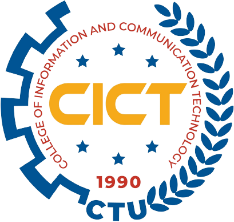 COLLEGE OF INFORMATION AND COMMUNICATION TECHNOLOGY
CICT
1990
CTU